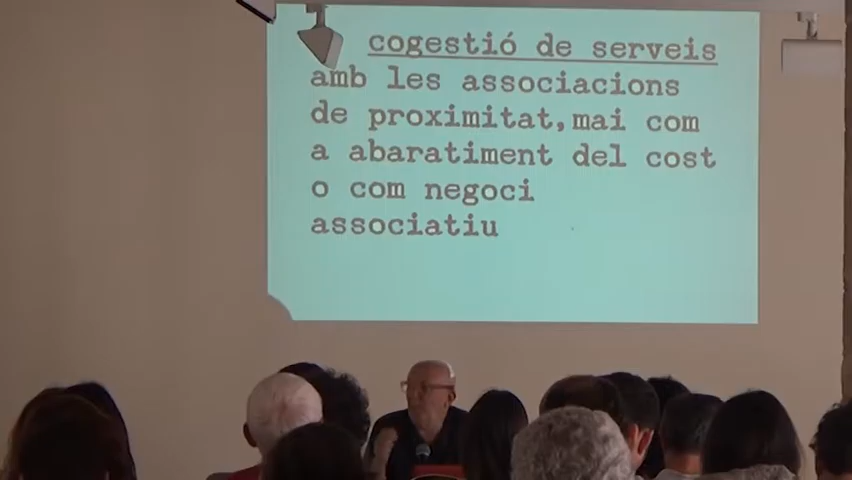 cogestió de serveis
amb les associacions
de proximitat, mai com
a abaratiment del cost
o com negoci
associatiu